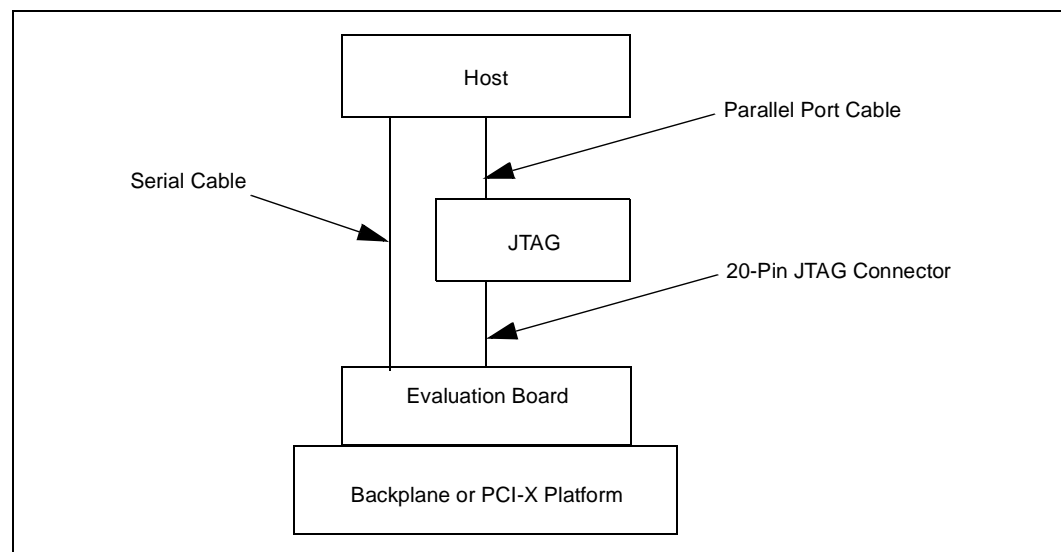 Host
Parallel Port Cable
Serial Cable
JTAG
20-Pin JTAG Connector
Evaluation Board
Backplane or PCI-X Platform